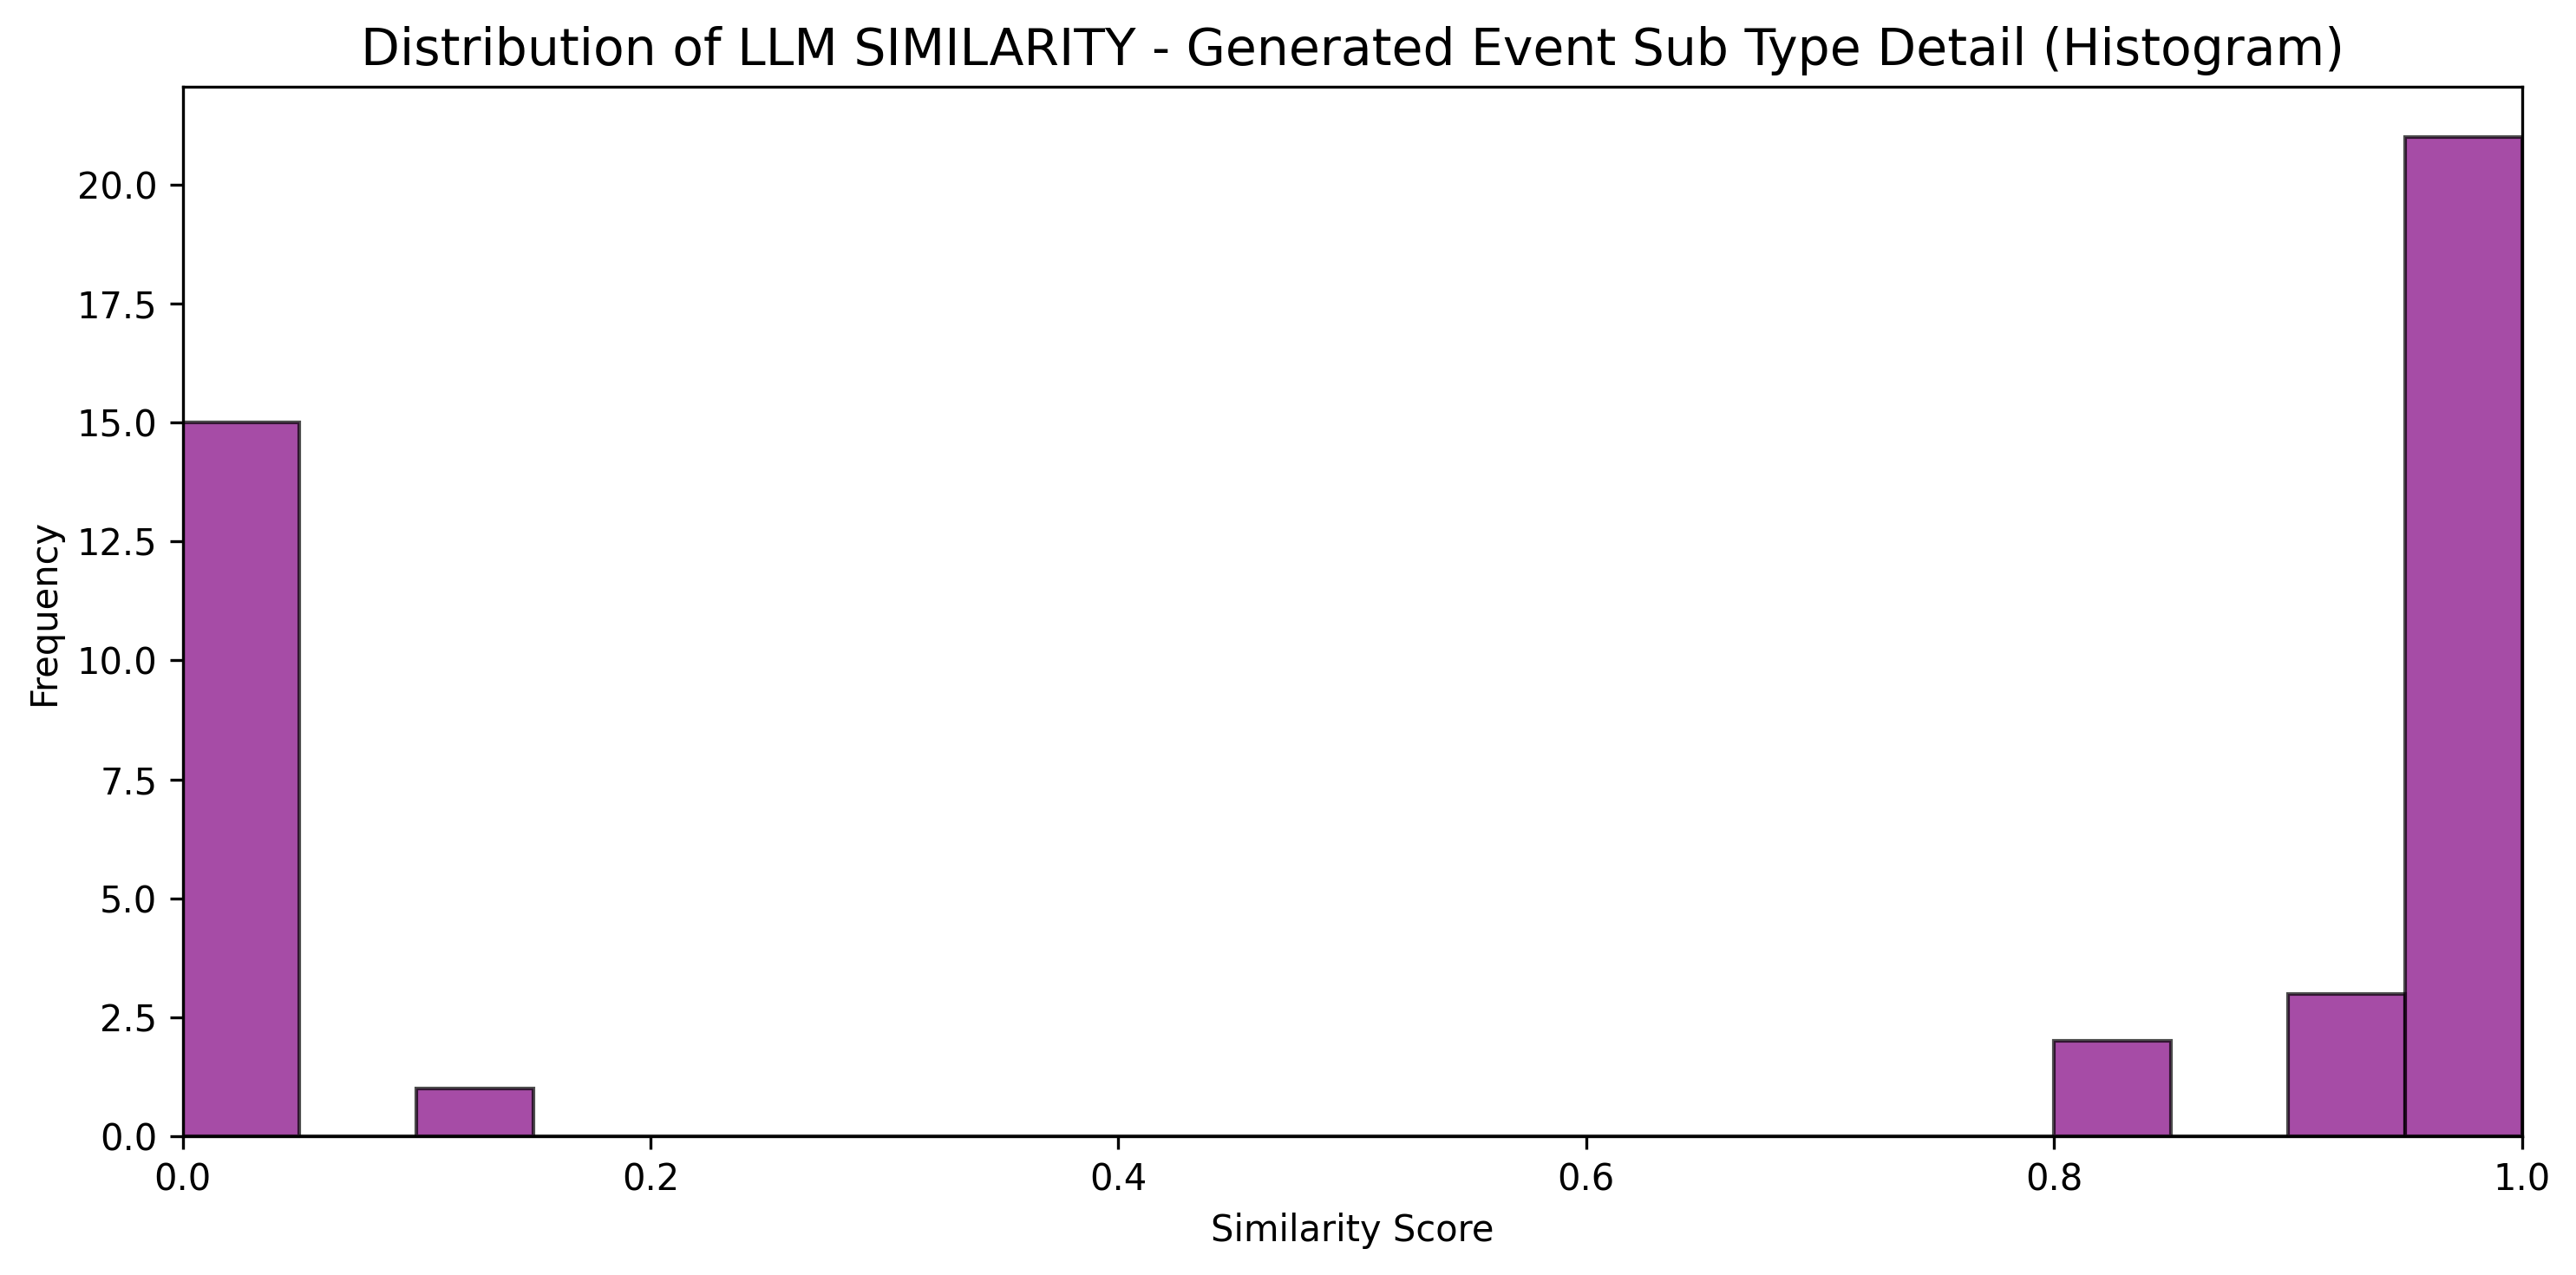 Distribution of LLM SIMILARITY - Generated Event Sub Type Detail (Histogram)
Frequency
20.0
17.5
15.0
12.5
10.0
7.5
5.0
2.5
0.0
0.0 0.2 0.4 0.6 0.8 1.0
Similarity Score